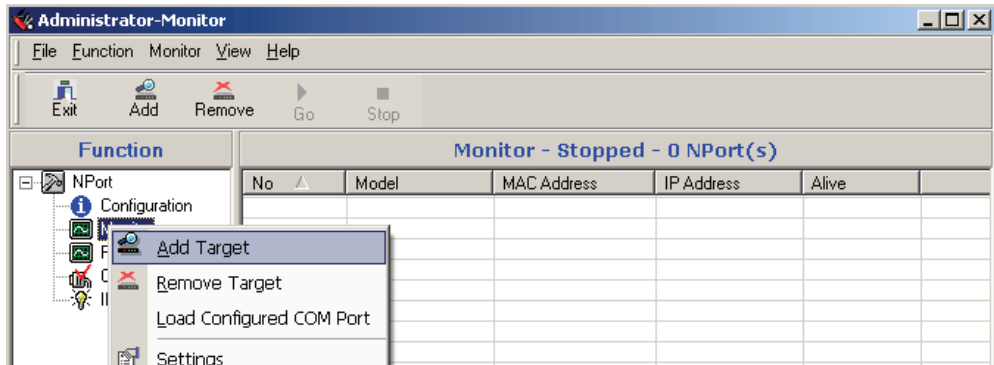 Administrator-Monitor
File Function Monitor View Help
Exit Add Remove Go Stop
Function
Monitor - Stopped - 0 NPort(s)
NPort
No Model MAC Address IP Address Alive
Configuration
Add Target
Remove Target
Load Configured COM Port
Settings